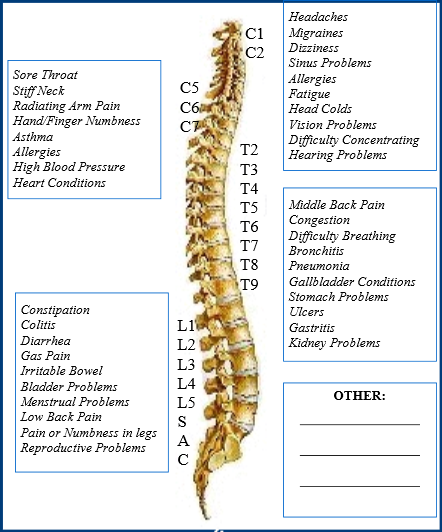 Headaches
Migraines
Dizziness
Sinus Problems
Allergies
Fatigue
Head Colds
Vision Problems
Difficulty Concentrating
Hearing Problems
C1
C2
Sore Throat
Stiff Neck
Radiating Arm Pain
Hand/Finger Numbness
Asthma
Allergies
High Blood Pressure
Heart Conditions
C5
C6
C7
T2
T3
T4
T5
T6
T7
T8
T9
Middle Back Pain
Congestion
Difficulty Breathing
Bronchitis
Pneumonia
Gallbladder Conditions
Stomach Problems
Ulcers
Gastritis
Kidney Problems
Constipation
Colitis
Diarrhea
Gas Pain
Irritable Bowel
Bladder Problems
Menstrual Problems
Low Back Pain
Pain or Numbness in legs
Reproductive Problems
L1
L2
L3
L4
L5
S
A
C
OTHER: